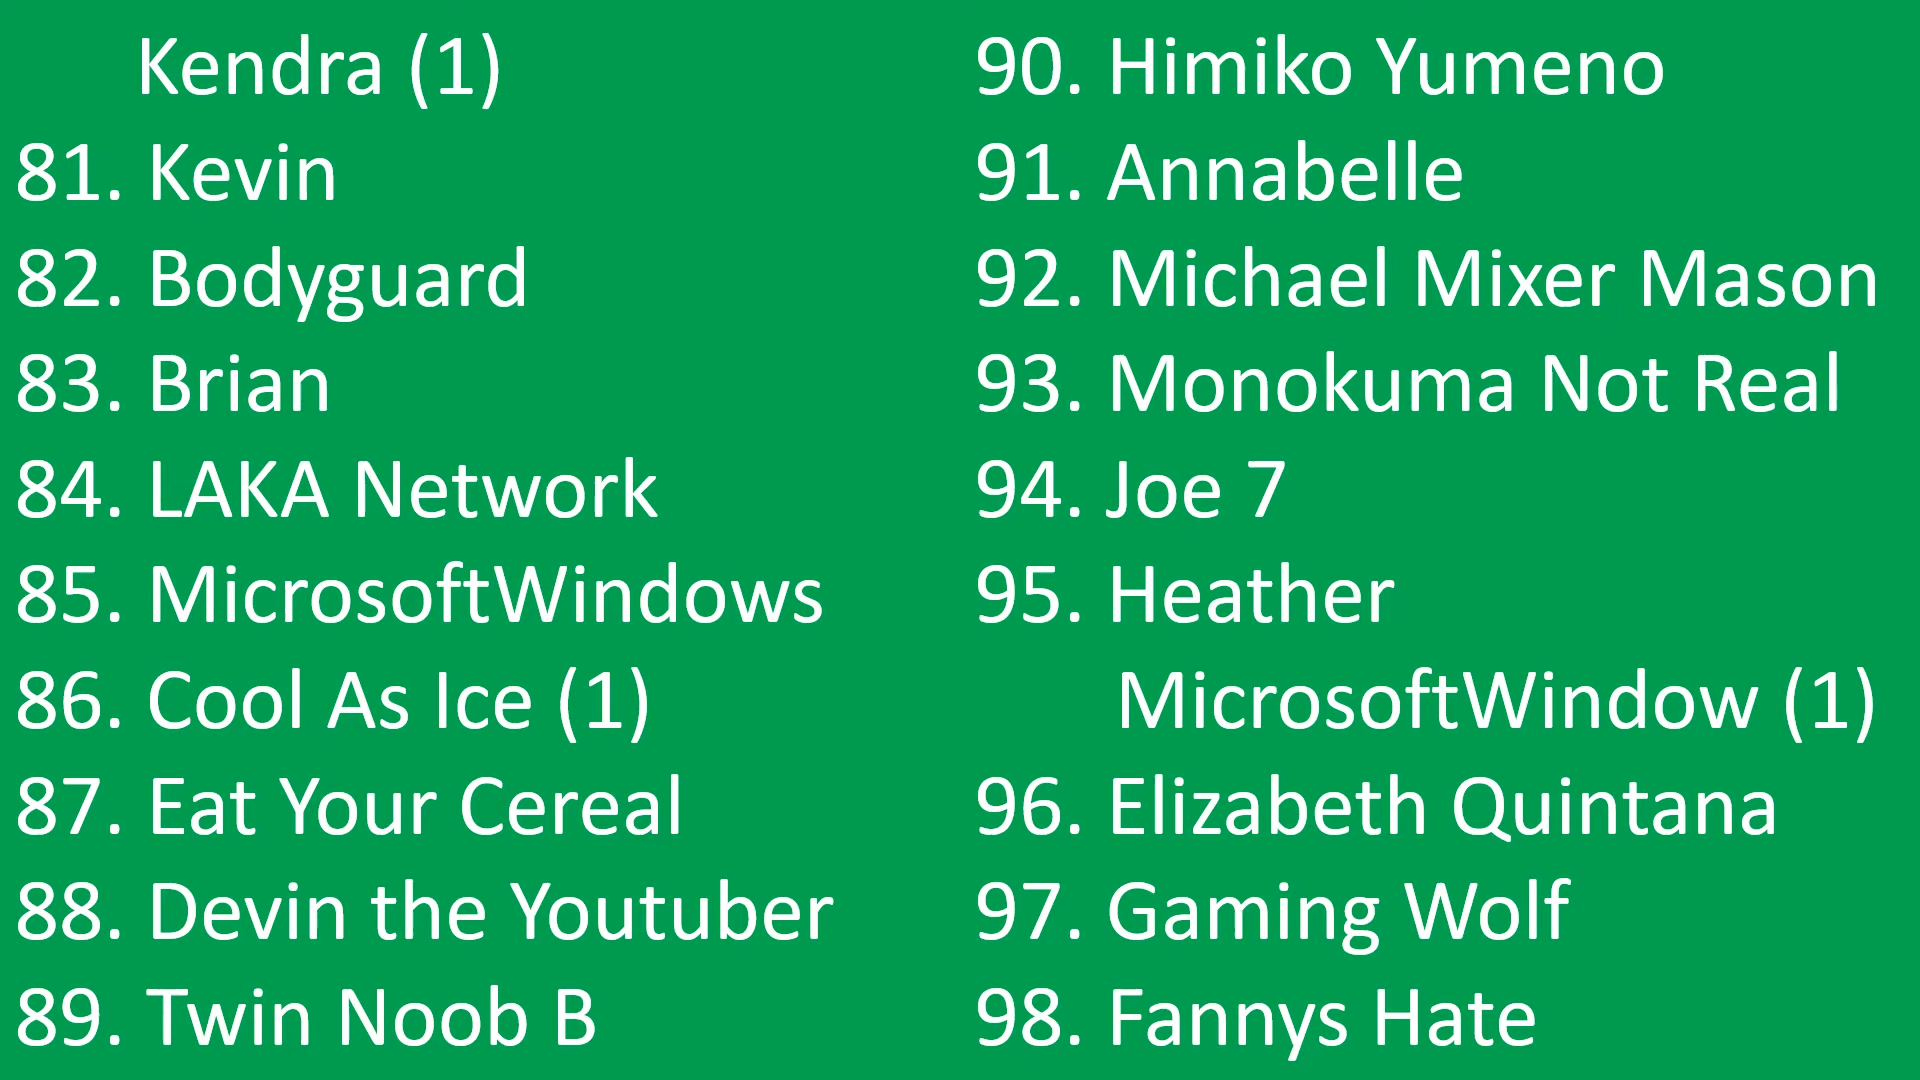 Kendra (1)
81. Kevin
82. Bodyguard
83. Brian
84. LAKA Network
85. MicrosoftWindows
86. Cool As Ice (1)
87. Eat Your Cereal
88. Devin the Youtuber
89. Twin Noob B
90. Himiko Yumeno
91. Annabelle
92. Michael Mixer Mason
93. Monokuma Not Real
94. Joe 7
95. Heather
MicrosoftWindow (1)
96. Elizabeth Quintana
97. Gaming Wolf
98. Fannys Hate